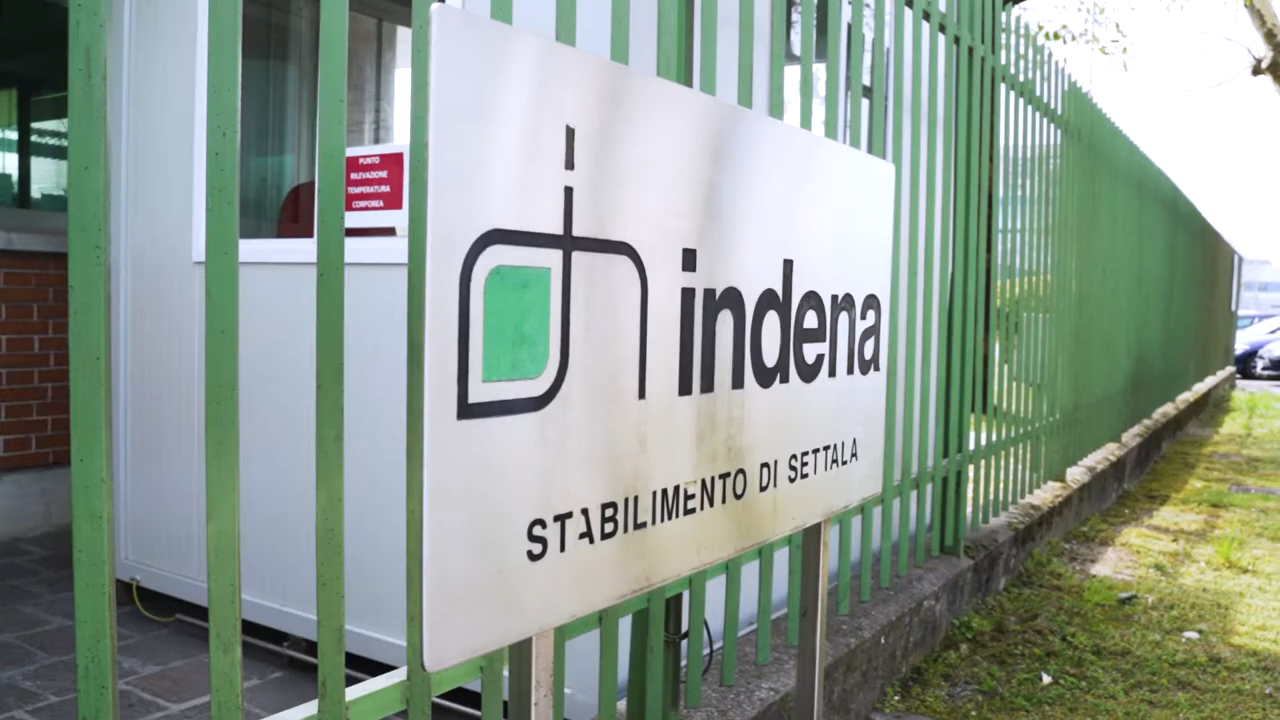 PUNTO
RILEVAZIONE
TEMPERATURA
CORPOREA
indena
STABILIMENTO DI SETTALA